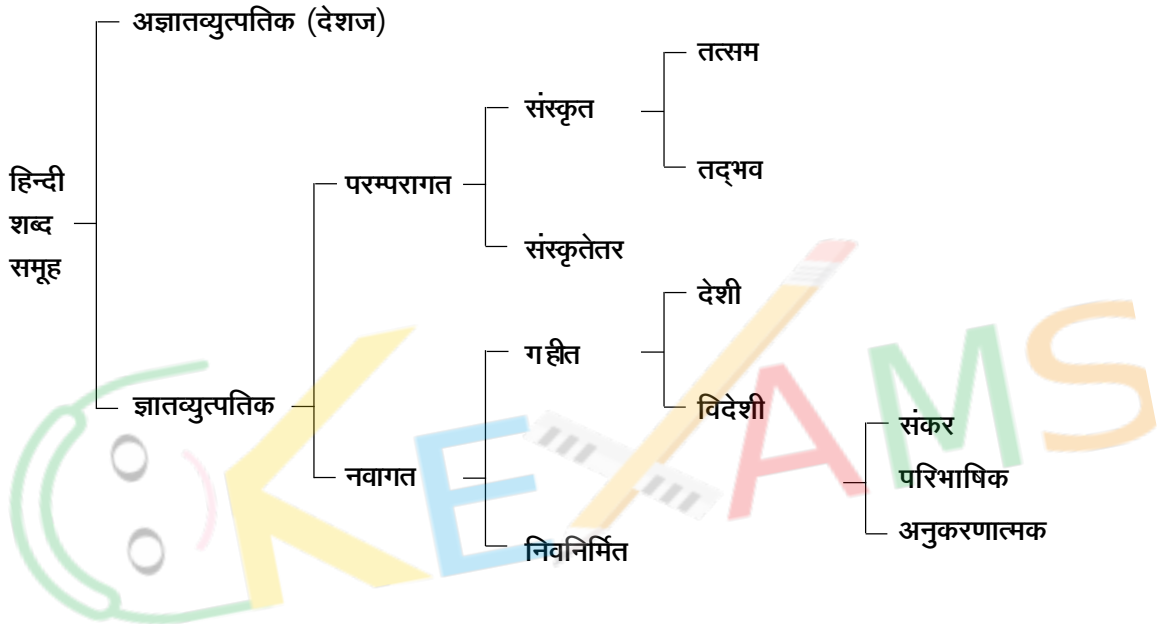 अज्ञातव्युत्पतिक (देशज)
तत्सम
संस्कृत
तद्भव
हिन्दी
शब्द
समूह
परम्परागत
संस्कृतेतर
देशी
गहीत
विदेशी
ज्ञातव्युत्पतिक
संकर
नवागत
परिभाषिक
अनुकरणात्मक
निवनिर्मित
KEXAMS